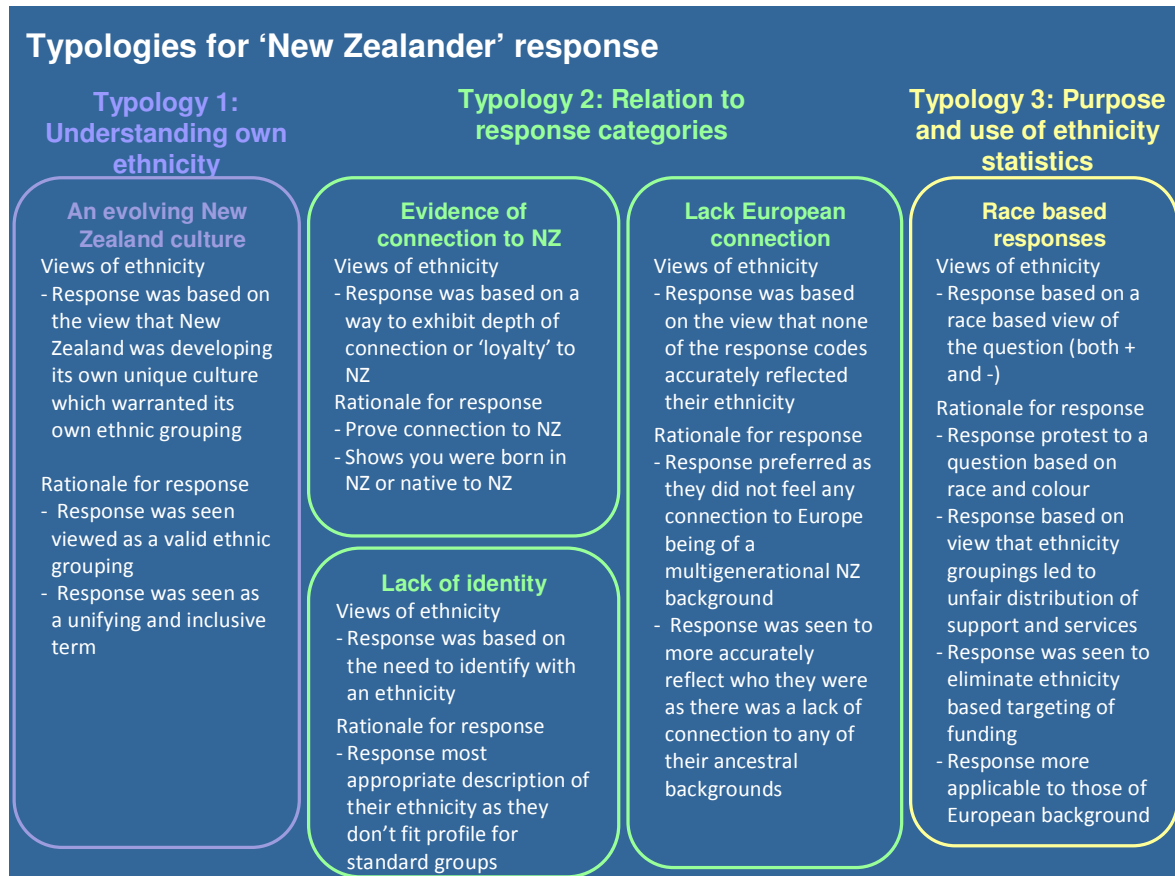 Typologies for ‘New Zealander’ response
Typology 1:
Understanding own
ethnicity
An evolving New
Zealand culture
Views of ethnicity
- Response was based on
the view that New
Zealand was developing
its own unique culture
which warranted its
own ethnic grouping
Rationale for response
- Response was seen
viewed as a valid ethnic
grouping
- Response was seen as
a unifying and inclusive
term
Typology 2: Relation to
response categories
Evidence of
connection to NZ
Views of ethnicity
- Response was based on a
way to exhibit depth of
connection or ‘loyalty’ to
NZ
Rationale for response
- Prove connection to NZ
- Shows you were born in
NZ or native to NZ
Lack of identity
Views of ethnicity
- Response was based on
the need to identify with
an ethnicity
Rationale for response
- Response most
appropriate description of
their ethnicity as they
don’t fit profile for
standard groups
Lack European
connection
Views of ethnicity
- Response was based
on the view that none
of the response codes
accurately reflected
their ethnicity
Rationale for response
- Response preferred as
they did not feel any
connection to Europe
being of a
multigenerational NZ
background
- Response was seen to
more accurately
reflect who they were
as there was a lack of
connection to any of
their ancestral
backgrounds
Typology 3: Purpose
and use of ethnicity
statistics
Race based
responses
Views of ethnicity
- Response based on a
race based view of
the question (both +
and -)
Rationale for response
- Response protest to a
question based on
race and colour
- Response based on
view that ethnicity
groupings led to
unfair distribution of
support and services
- Response was seen to
eliminate ethnicity
based targeting of
funding
- Response more
applicable to those of
European background